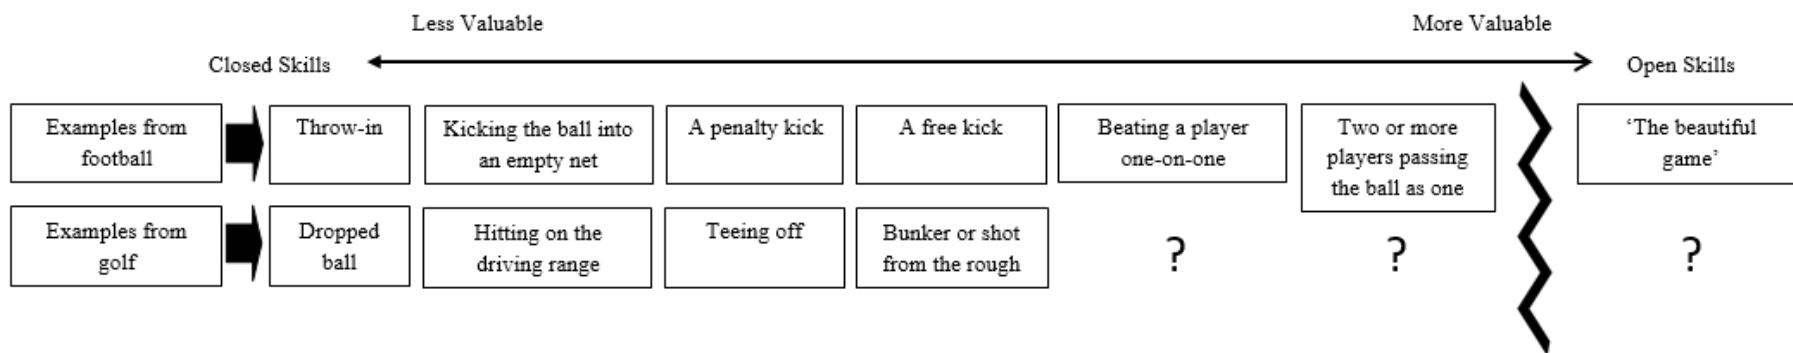 Less Valuable
More Valuable
Closed Skills
Open Skills
Examples from
football
Throw-in
Kicking the ball into
an empty net
A penalty kick
A free kick
Beating a player
one-on-one
Two or more
players passing
the ball as one
‘The beautiful
game’
Examples from
golf
Dropped
ball
Hitting on the
driving range
Teeing off
Bunker or shot
from the rough
?
?
?